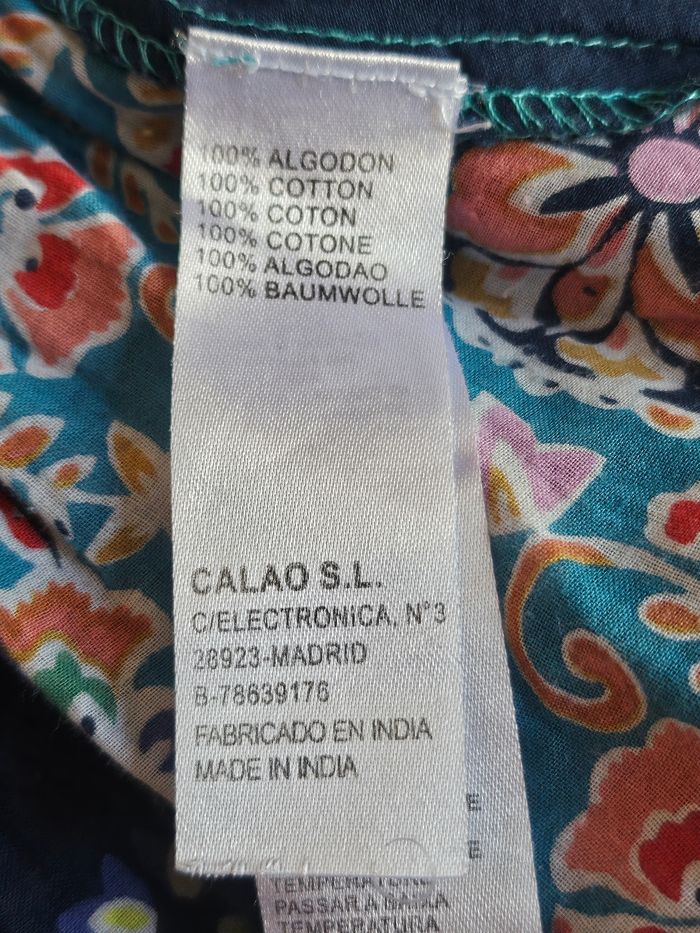 100% ALGODON
100% COTTON
100% COTON
100% COTONE
100% ALGODAO
100% BAUMWOLLE
CALAO S.L.
C/ELECTRONICA, N°3
28923-MADRID
B-78639176
FABRICADO EN INDIA
MADE IN INDIA
E
E
TEMPERATURE
PASSAR A BAIXA
TEMPERATURA